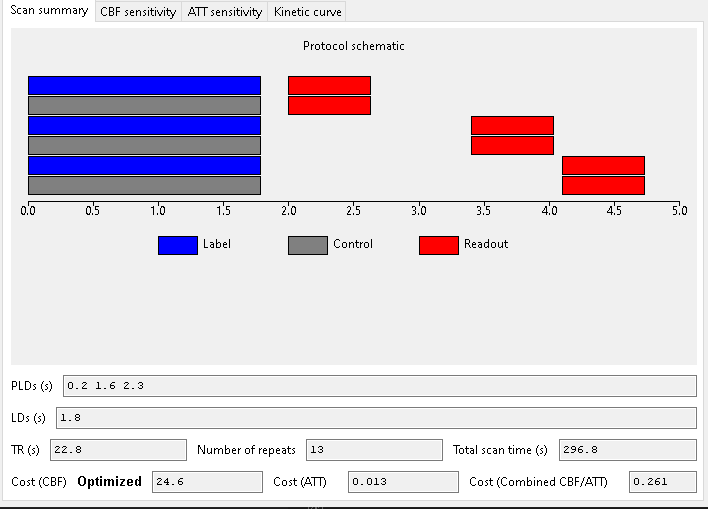 Scan summary CBF sensitivity ATT sensitivity Kinetic curve
Protocol schematic
0.0 0.5 1.0 1.5 2.0 2.5 3.0 3.5 4.0 4.5 5.0
Label Control Readout
PLDs (s) 0.2 1.6 2.3
LDs (s) 1.8
TR (s) 22.8 Number of repeats 13 Total scan time (s) 296.8
Cost (CBF) Optimized 24.6 Cost (ATT) 0.013 Cost (Combined CBF/ATT) 0.261